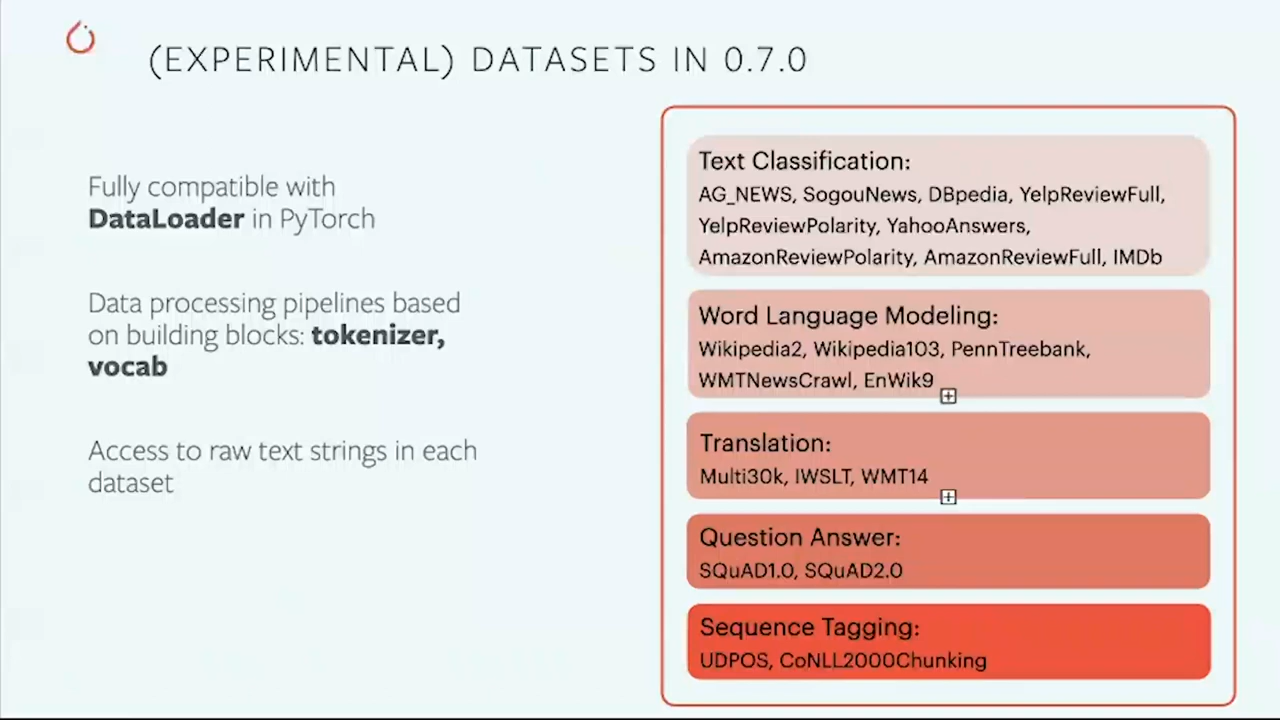 (EXPERIMENTAL) DATASETS IN 0.7.0
Fully compatible with
DataLoader in PyTorch
Data processing pipelines based
on building blocks: tokenizer,
vocab
Access to raw text strings in each
dataset
Text Classification:
AG_NEWS, SogouNews, DBpedia, YelpReviewFull,
YelpReviewPolarity, YahooAnswers,
AmazonReviewPolarity, AmazonReviewFull, IMDb
Word Language Modeling:
Wikipedia2, Wikipedia103, PennTreebank,
WMTNewsCrawl, EnWik9
Translation:
Multi30k, IWSLT, WMT14
Question Answer:
SQuAD1.0, SQuAD2.0
Sequence Tagging:
UDPOS, CoNLL2000Chunking